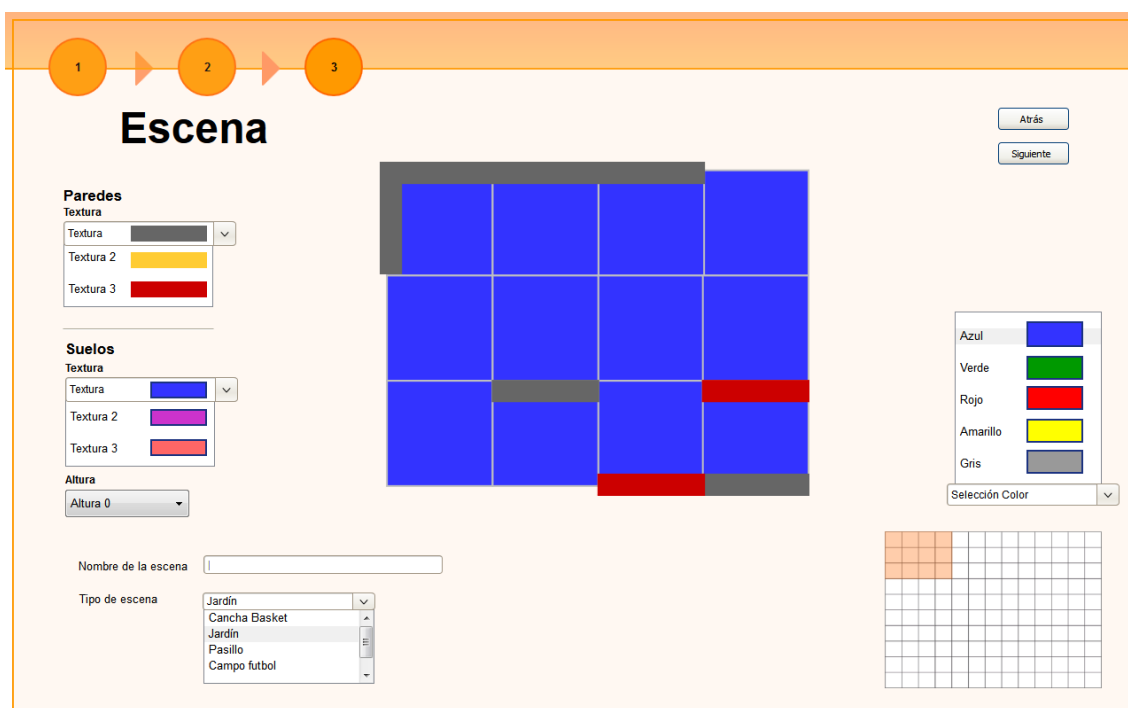 1
2
3
Escena
Atrás
Siguiente
Paredes
Textura
Textura
Textura 2
Textura 3
Suelos
Textura
Textura
Textura 2
Textura 3
Altura
Altura 0
Azul
Verde
Rojo
Amarillo
Gris
Selección Color
Nombre de la escena
Tipo de escena
Jardín
Cancha Basket
Jardín
Pasillo
Campo futbol